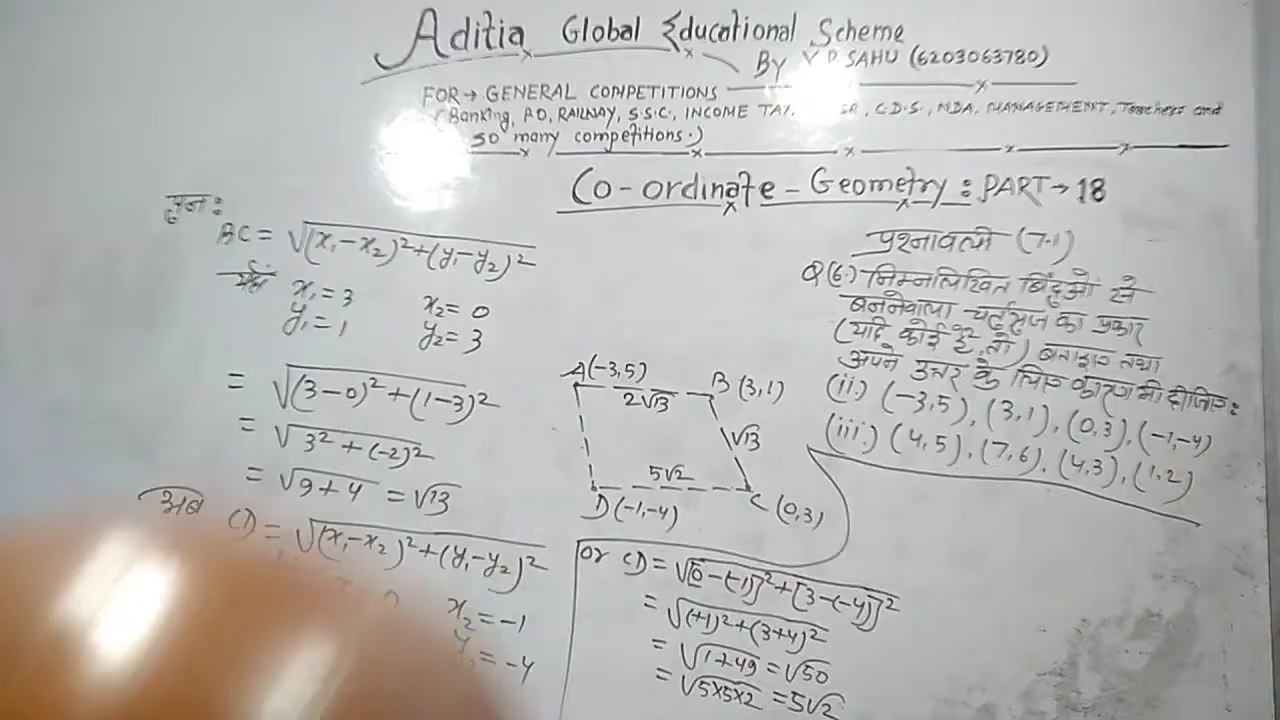 Aditia Global Educational Scheme
By Y P SAHU (6203063780)
FOR → GENERAL COMPETITIONS
(Banking, P.O, RAILWAY, S.S.C, INCOME TAX, C.D.S., NDA, MANAGEMENT, Teachers and
so many competitions.)
Co-ordinate-Geometry: PART → 18
पुनः
BC = √(x₁-x₂)²+(y₁-y₂)²
x₁=3 x₂=0
y₁=1 y₂=3
= √(3-0)²+(1-3)²
= √3²+(-2)²
= √9+4 = √13
अब CD = √(x₁-x₂)²+(y₁-y₂)²
x₂=-1
=-4
A(-3,5) B(3,1)
2√13
√13
5√2
D(-1,-4) C(0,3)
प्रश्नावली (7.1)
Q(6.) निम्नलिखित बिंदुओं से
बननेवाला चर्तुभुज का प्रकार
(यदि कोई है, तो) बताइए तथा
अपने उत्तर के लिए कारण भी दीजिए:
(ii.) (-3,5), (3,1), (0,3), (-1,-4)
(iii.) (4,5), (7,6), (4,3), (1,2)
or CD = √[0-(-1)]²+[3-(-4)]²
= √(+1)²+(3+4)²
= √1+49 = √50
= √5×5×2 = 5√2